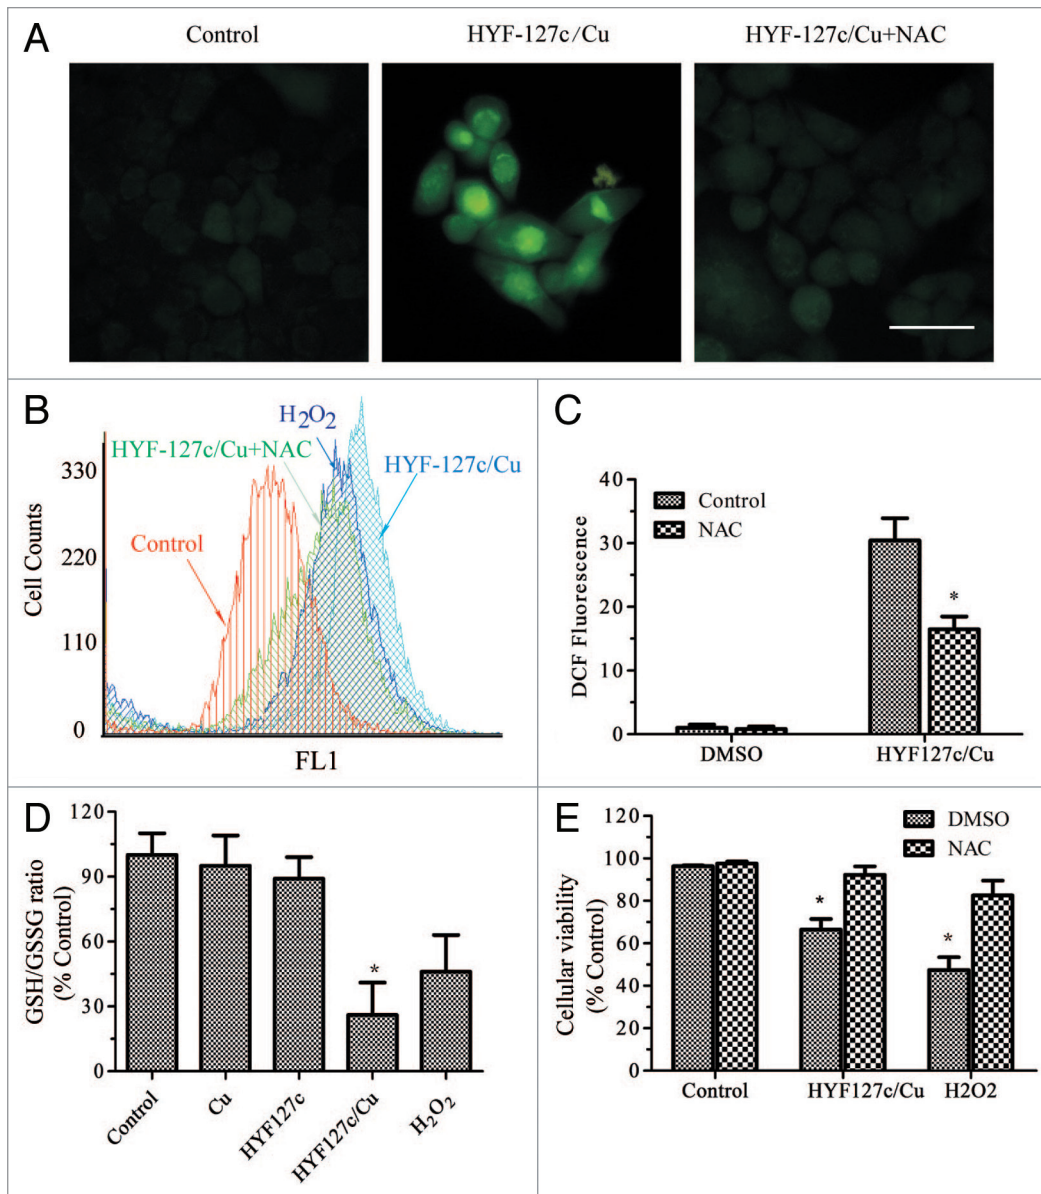 A
Control
HYF-127c/Cu
HYF-127c/Cu+NAC
B
H2O2
HYF-127c/Cu+NAC
HYF-127c/Cu
Control
330
220
110
0
Cell Counts
FL1
C
40
30
20
10
0
DCF Fluorescence
Control
NAC
*
DMSO
HYF127c/Cu
D
120
90
60
30
0
GSH/GSSG ratio
(% Control)
*
Control
Cu
HYF127c
HYF127c/Cu
H2O2
E
120
100
80
60
40
20
0
Cellular viability
(% Control)
DMSO
NAC
*
*
Control
HYF127c/Cu
H2O2